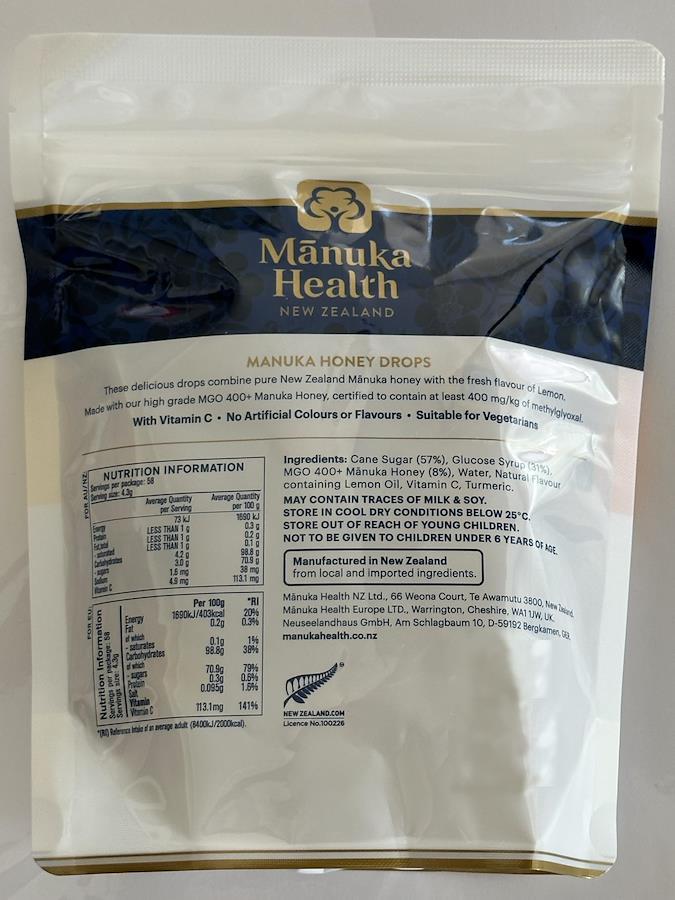 Mānuka
Health
NEW ZEALAND
MANUKA HONEY DROPS
These delicious drops combine pure New Zealand Mānuka honey with the fresh flavour of Lemon.
Made with our high grade MGO 400+ Manuka Honey, certified to contain at least 400 mg/kg of methylglyoxal.
With Vitamin C • No Artificial Colours or Flavours • Suitable for Vegetarians
FOR AU/NZ:
NUTRITION INFORMATION
Servings per package: 58
Serving size: 4.3g
Average Quantity per Serving
Average Quantity per 100 g
Energy 73 kJ 1690 kJ
Protein LESS THAN 1 g 0.3 g
Fat, total LESS THAN 1 g 0.2 g
- saturated LESS THAN 1 g 0.1 g
Carbohydrates 4.2 g 98.8 g
- sugars 3.0 g 70.9 g
Sodium 1.6 mg 38 mg
Vitamin C 4.9 mg 113.1 mg
FOR EU:
Nutrition Information
Servings per package: 58
Servings size: 4.3g
Per 100g *RI
Energy 1690kJ/403kcal 20%
Fat 0.2g 0.3%
of which
- saturates 0.1g 1%
Carbohydrates 98.8g 38%
of which
- sugars 70.9g 79%
Protein 0.3g 0.6%
Salt 0.095g 1.6%
Vitamin
Vitamin C 113.1mg 141%
*(RI) Reference Intake of an average adult (8400kJ/2000kcal).
Ingredients: Cane Sugar (57%), Glucose Syrup (31%),
MGO 400+ Mānuka Honey (8%), Water, Natural Flavour
containing Lemon Oil, Vitamin C, Turmeric.
MAY CONTAIN TRACES OF MILK & SOY.
STORE IN COOL DRY CONDITIONS BELOW 25°C.
STORE OUT OF REACH OF YOUNG CHILDREN.
NOT TO BE GIVEN TO CHILDREN UNDER 6 YEARS OF AGE.
Manufactured in New Zealand
from local and imported ingredients.
Mānuka Health NZ Ltd., 66 Weona Court, Te Awamutu 3800, New Zealand.
Mānuka Health Europe LTD., Warrington, Cheshire, WA1 1UW, UK.
Neuseelandhaus GmbH, Am Schlagbaum 10, D-59192 Bergkamen, GER.
manukahealth.co.nz
NEW ZEALAND.COM
Licence No.100226